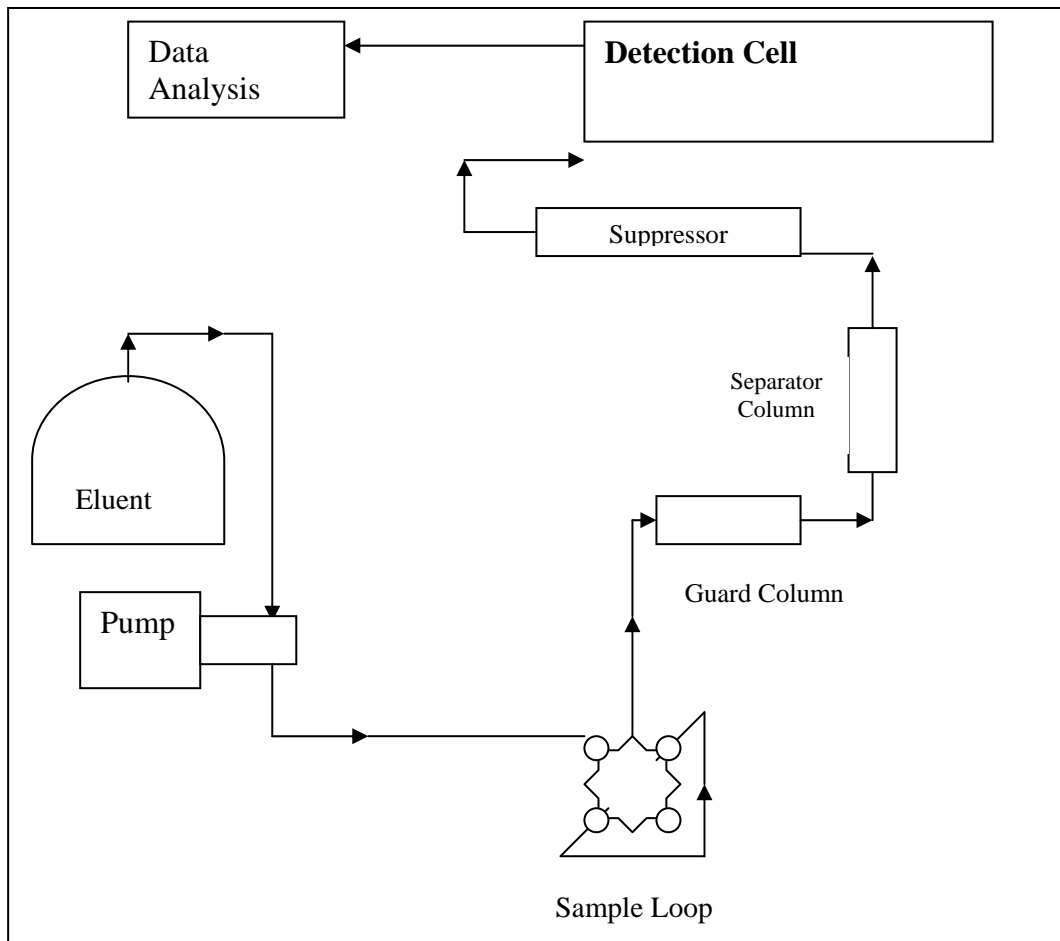 Data
Analysis
Detection Cell
Suppressor
Separator
Column
Eluent
Guard Column
Pump
Sample Loop